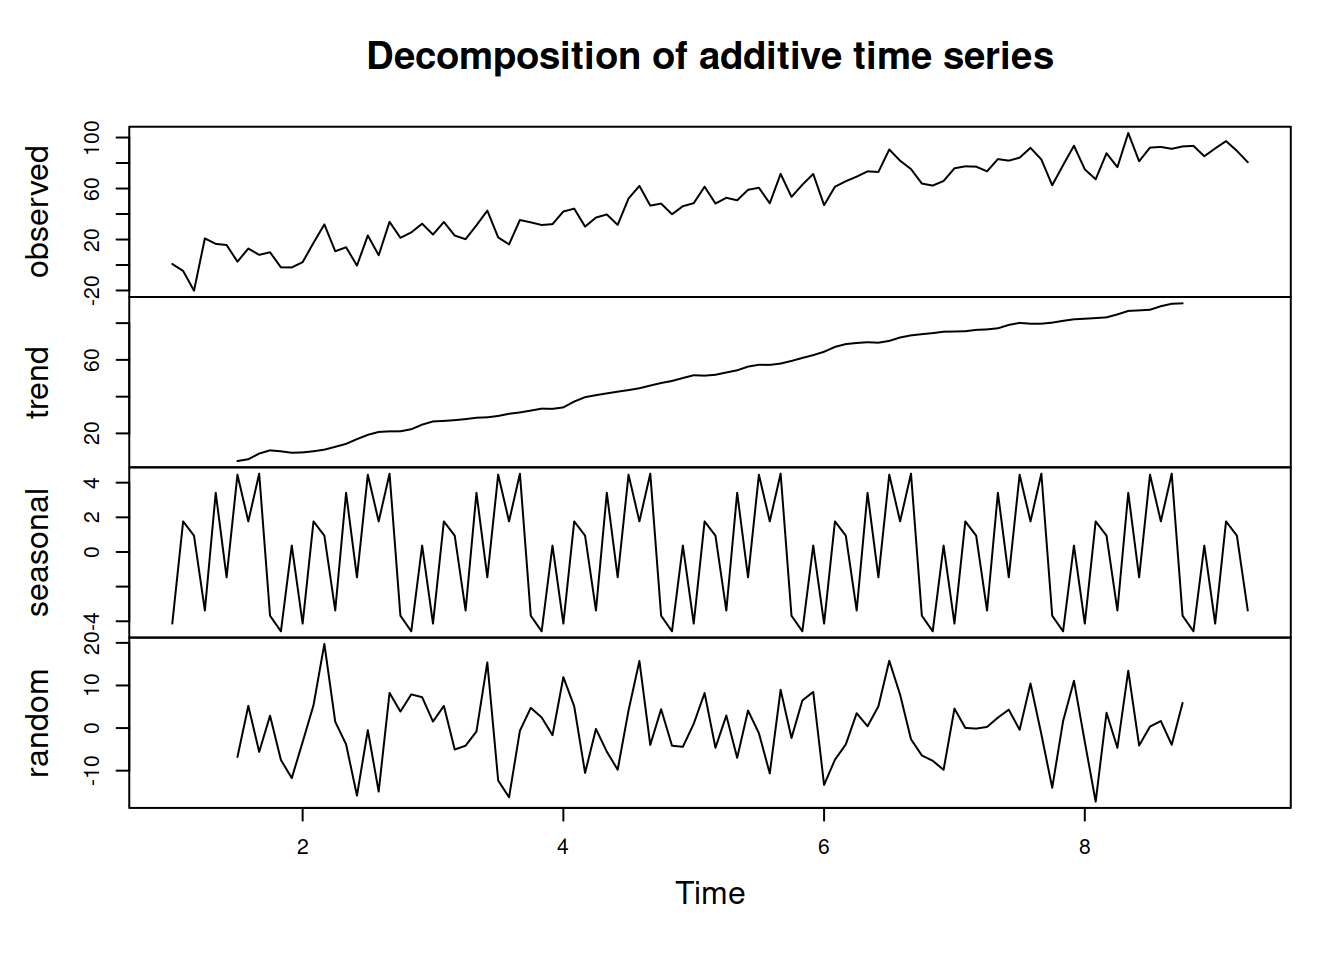 Decomposition of additive time series
observed
-20 20 60 100
trend
20 60
seasonal
-4 0 2 4
random
-10 0 10 20
2 4 6 8
Time